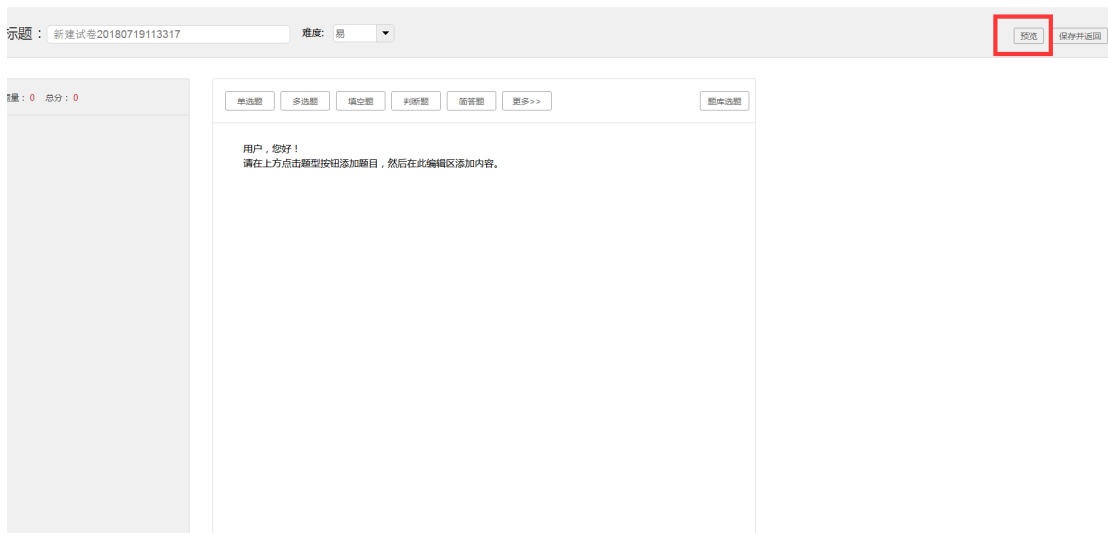 标题：新建试卷20180719113317 难度: 易 预览 保存并返回
量：0 总分：0
单选题 多选题 填空题 判断题 简答题 更多>> 题库选题
用户，您好！
请在上方点击题型按钮添加题目，然后在此编辑区添加内容。